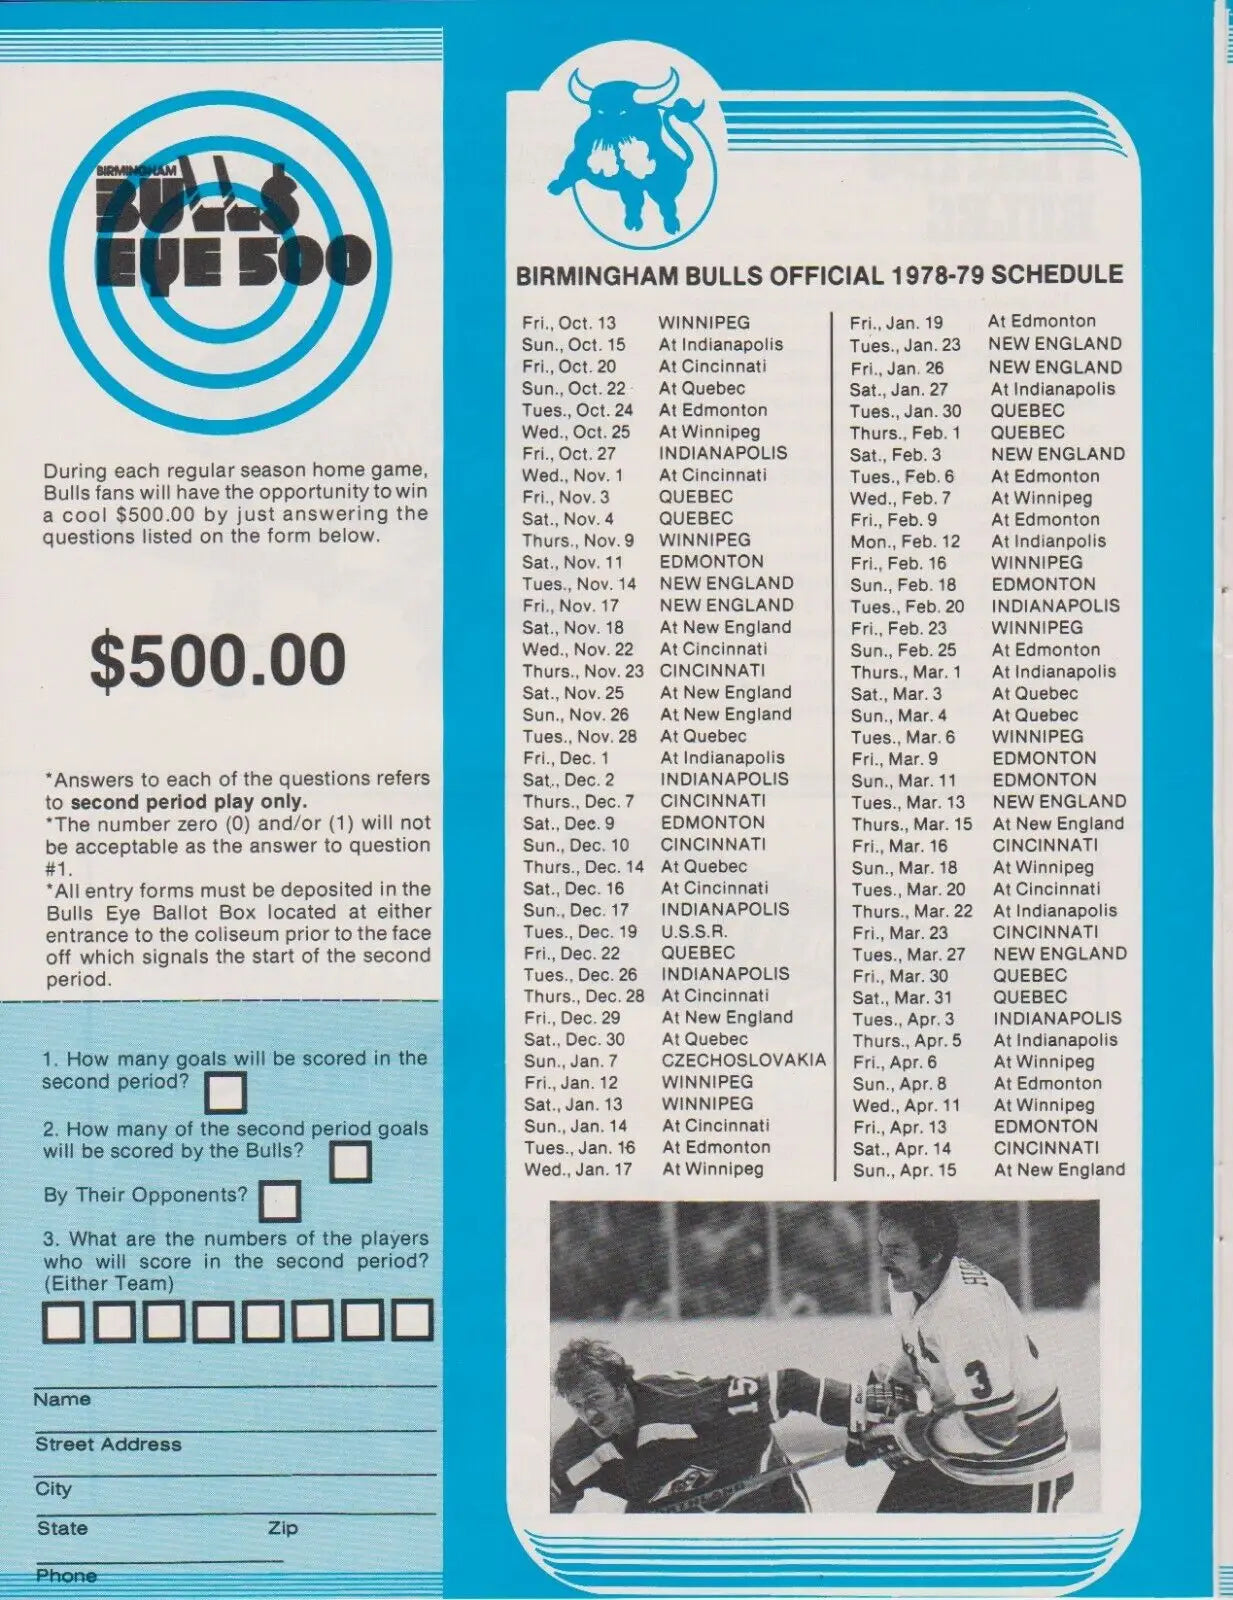 BIRMINGHAM
BULLS
EYE 500
During each regular season home game,
Bulls fans will have the opportunity to win
a cool $500.00 by just answering the
questions listed on the form below.
$500.00
*Answers to each of the questions refers
to second period play only.
*The number zero (0) and/or (1) will not
be acceptable as the answer to question
#1.
*All entry forms must be deposited in the
Bulls Eye Ballot Box located at either
entrance to the coliseum prior to the face
off which signals the start of the second
period.
1. How many goals will be scored in the
second period?
2. How many of the second period goals
will be scored by the Bulls?
By Their Opponents?
3. What are the numbers of the players
who will score in the second period?
(Either Team)
Name
Street Address
City
State Zip
Phone
BIRMINGHAM BULLS OFFICIAL 1978-79 SCHEDULE
Fri., Oct. 13 WINNIPEG
Sun., Oct. 15 At Indianapolis
Fri., Oct. 20 At Cincinnati
Sun., Oct. 22 At Quebec
Tues., Oct. 24 At Edmonton
Wed., Oct. 25 At Winnipeg
Fri., Oct. 27 INDIANAPOLIS
Wed., Nov. 1 At Cincinnati
Fri., Nov. 3 QUEBEC
Sat., Nov. 4 QUEBEC
Thurs., Nov. 9 WINNIPEG
Sat., Nov. 11 EDMONTON
Tues., Nov. 14 NEW ENGLAND
Fri., Nov. 17 NEW ENGLAND
Sat., Nov. 18 At New England
Wed., Nov. 22 At Cincinnati
Thurs., Nov. 23 CINCINNATI
Sat., Nov. 25 At New England
Sun., Nov. 26 At New England
Tues., Nov. 28 At Quebec
Fri., Dec. 1 At Indianapolis
Sat., Dec. 2 INDIANAPOLIS
Thurs., Dec. 7 CINCINNATI
Sat., Dec. 9 EDMONTON
Sun., Dec. 10 CINCINNATI
Thurs., Dec. 14 At Quebec
Sat., Dec. 16 At Cincinnati
Sun., Dec. 17 INDIANAPOLIS
Tues., Dec. 19 U.S.S.R.
Fri., Dec. 22 QUEBEC
Tues., Dec. 26 INDIANAPOLIS
Thurs., Dec. 28 At Cincinnati
Fri., Dec. 29 At New England
Sat., Dec. 30 At Quebec
Sun., Jan. 7 CZECHOSLOVAKIA
Fri., Jan. 12 WINNIPEG
Sat., Jan. 13 WINNIPEG
Sun., Jan. 14 At Cincinnati
Tues., Jan. 16 At Edmonton
Wed., Jan. 17 At Winnipeg
Fri., Jan. 19 At Edmonton
Tues., Jan. 23 NEW ENGLAND
Fri., Jan. 26 NEW ENGLAND
Sat., Jan. 27 At Indianapolis
Tues., Jan. 30 QUEBEC
Thurs., Feb. 1 QUEBEC
Sat., Feb. 3 NEW ENGLAND
Tues., Feb. 6 At Edmonton
Wed., Feb. 7 At Winnipeg
Fri., Feb. 9 At Edmonton
Mon., Feb. 12 At Indianpolis
Fri., Feb. 16 WINNIPEG
Sun., Feb. 18 EDMONTON
Tues., Feb. 20 INDIANAPOLIS
Fri., Feb. 23 WINNIPEG
Sun., Feb. 25 At Edmonton
Thurs., Mar. 1 At Indianapolis
Sat., Mar. 3 At Quebec
Sun., Mar. 4 At Quebec
Tues., Mar. 6 WINNIPEG
Fri., Mar. 9 EDMONTON
Sun., Mar. 11 EDMONTON
Tues., Mar. 13 NEW ENGLAND
Thurs., Mar. 15 At New England
Fri., Mar. 16 CINCINNATI
Sun., Mar. 18 At Winnipeg
Tues., Mar. 20 At Cincinnati
Thurs., Mar. 22 At Indianapolis
Fri., Mar. 23 CINCINNATI
Tues., Mar. 27 NEW ENGLAND
Fri., Mar. 30 QUEBEC
Sat., Mar. 31 QUEBEC
Tues., Apr. 3 INDIANAPOLIS
Thurs., Apr. 5 At Indianapolis
Fri., Apr. 6 At Winnipeg
Sun., Apr. 8 At Edmonton
Wed., Apr. 11 At Winnipeg
Fri., Apr. 13 EDMONTON
Sat., Apr. 14 CINCINNATI
Sun., Apr. 15 At New England
15
3